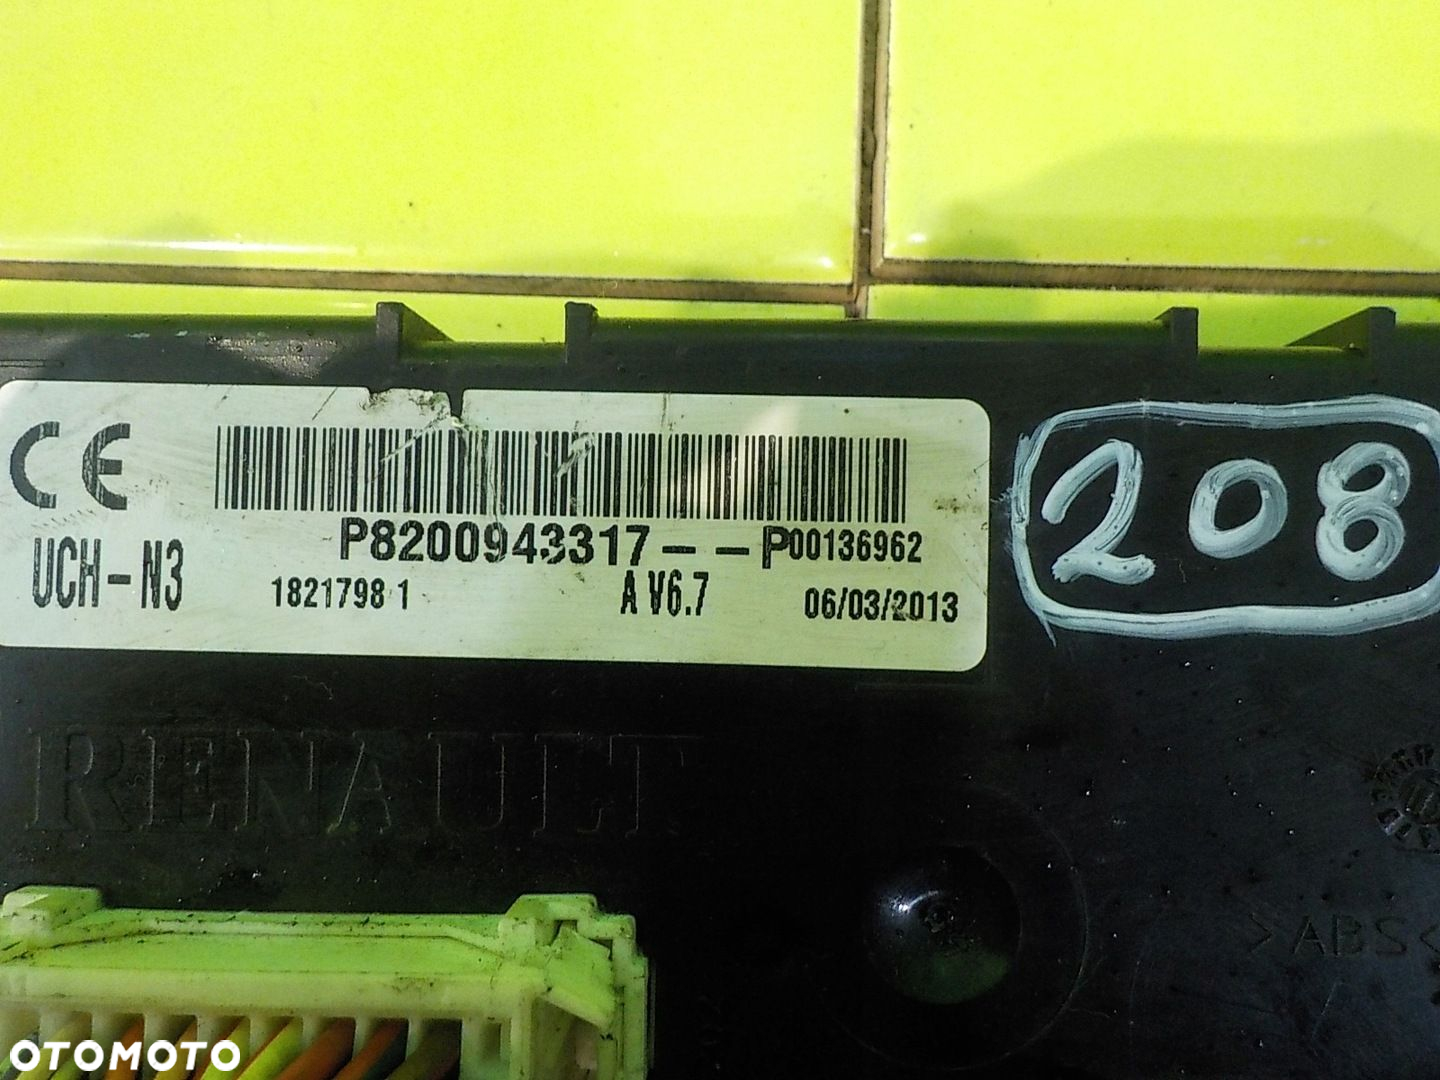 CE
P8200943317--P00136962
UCH-N3
1821798 1
A V6.7
06/03/2013
208
RENAULT
>ABS<
OTOMOTO